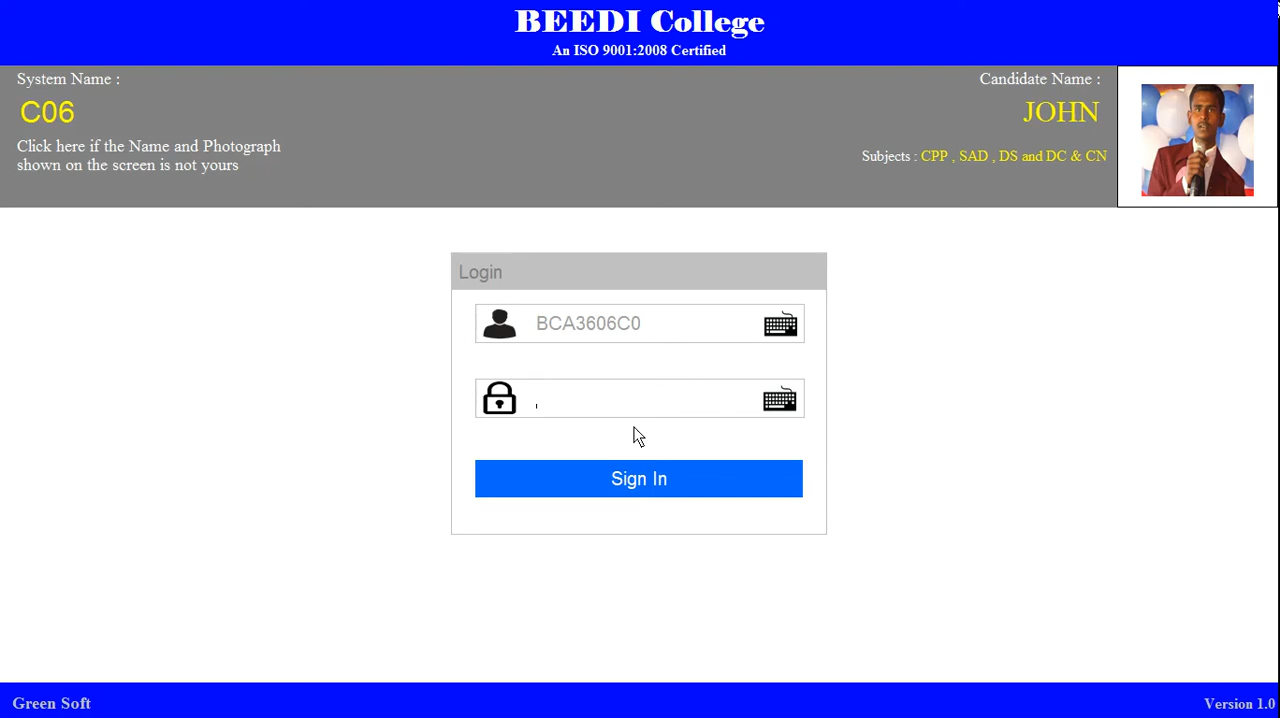 BEEDI College
An ISO 9001:2008 Certified
System Name :
C06
Click here if the Name and Photograph
shown on the screen is not yours
Candidate Name :
JOHN
Subjects : CPP , SAD , DS and DC & CN
Login
BCA3606C0
Sign In
Green Soft
Version 1.0